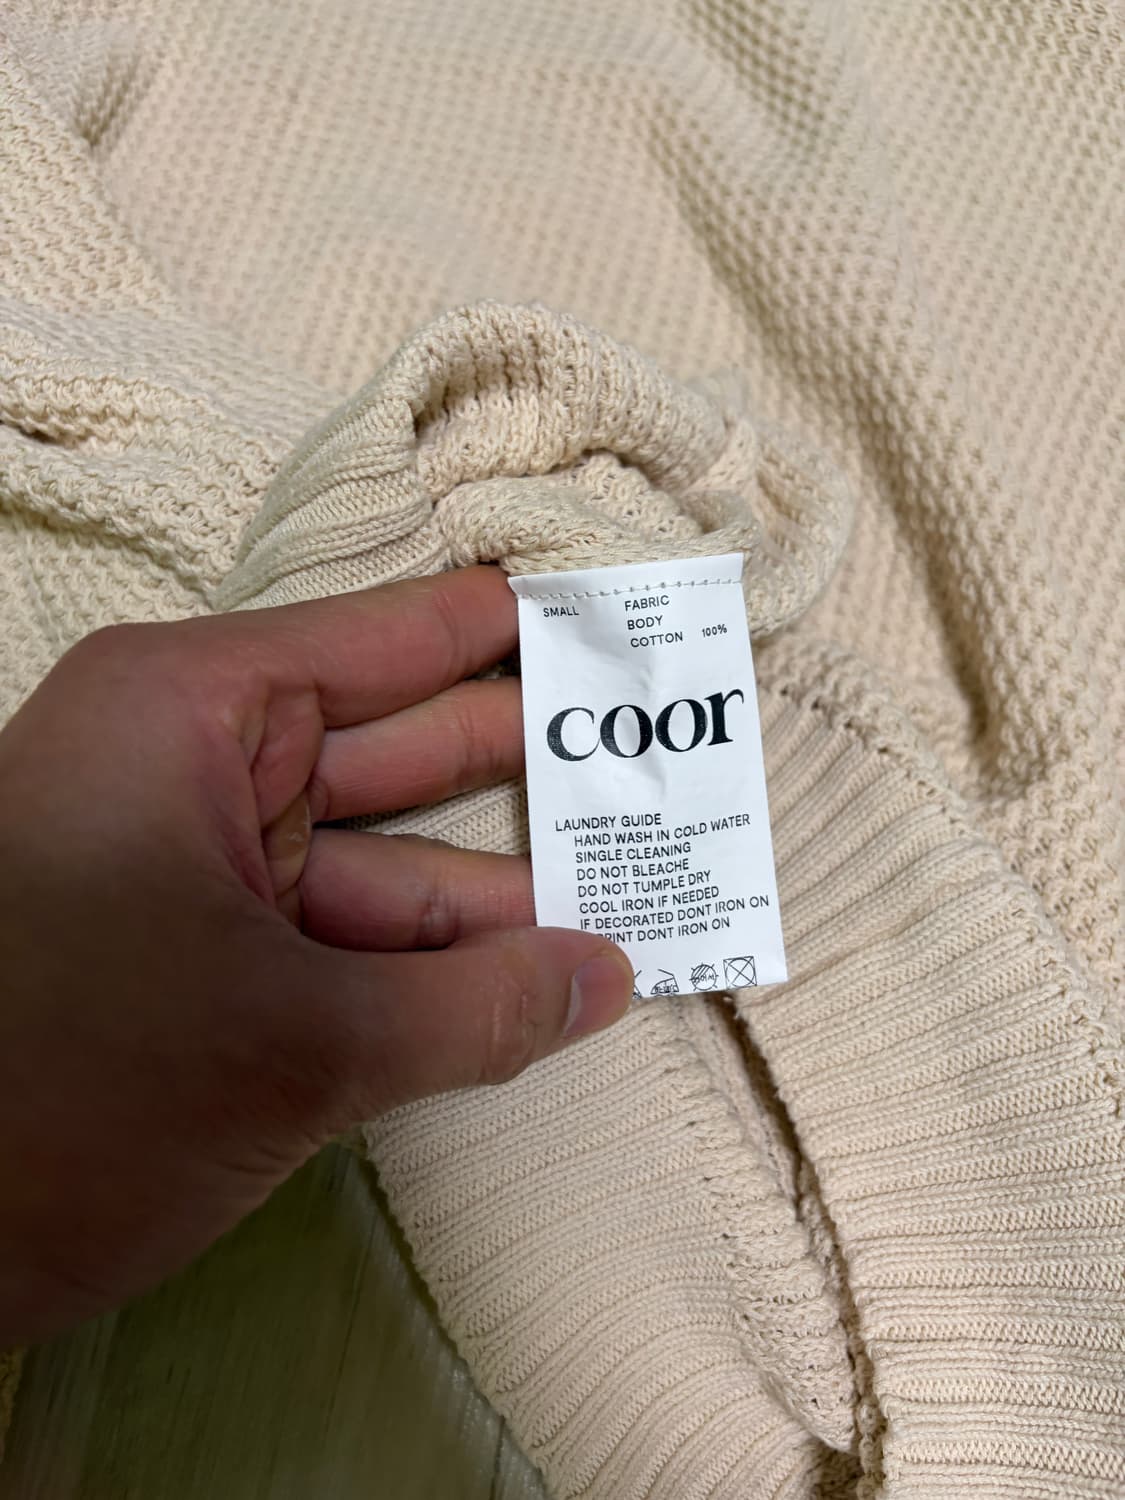 SMALL
FABRIC
BODY
COTTON 100%
coor
LAUNDRY GUIDE
HAND WASH IN COLD WATER
SINGLE CLEANING
DO NOT BLEACHE
DO NOT TUMPLE DRY
COOL IRON IF NEEDED
IF DECORATED DONT IRON ON
DONT IRON ON